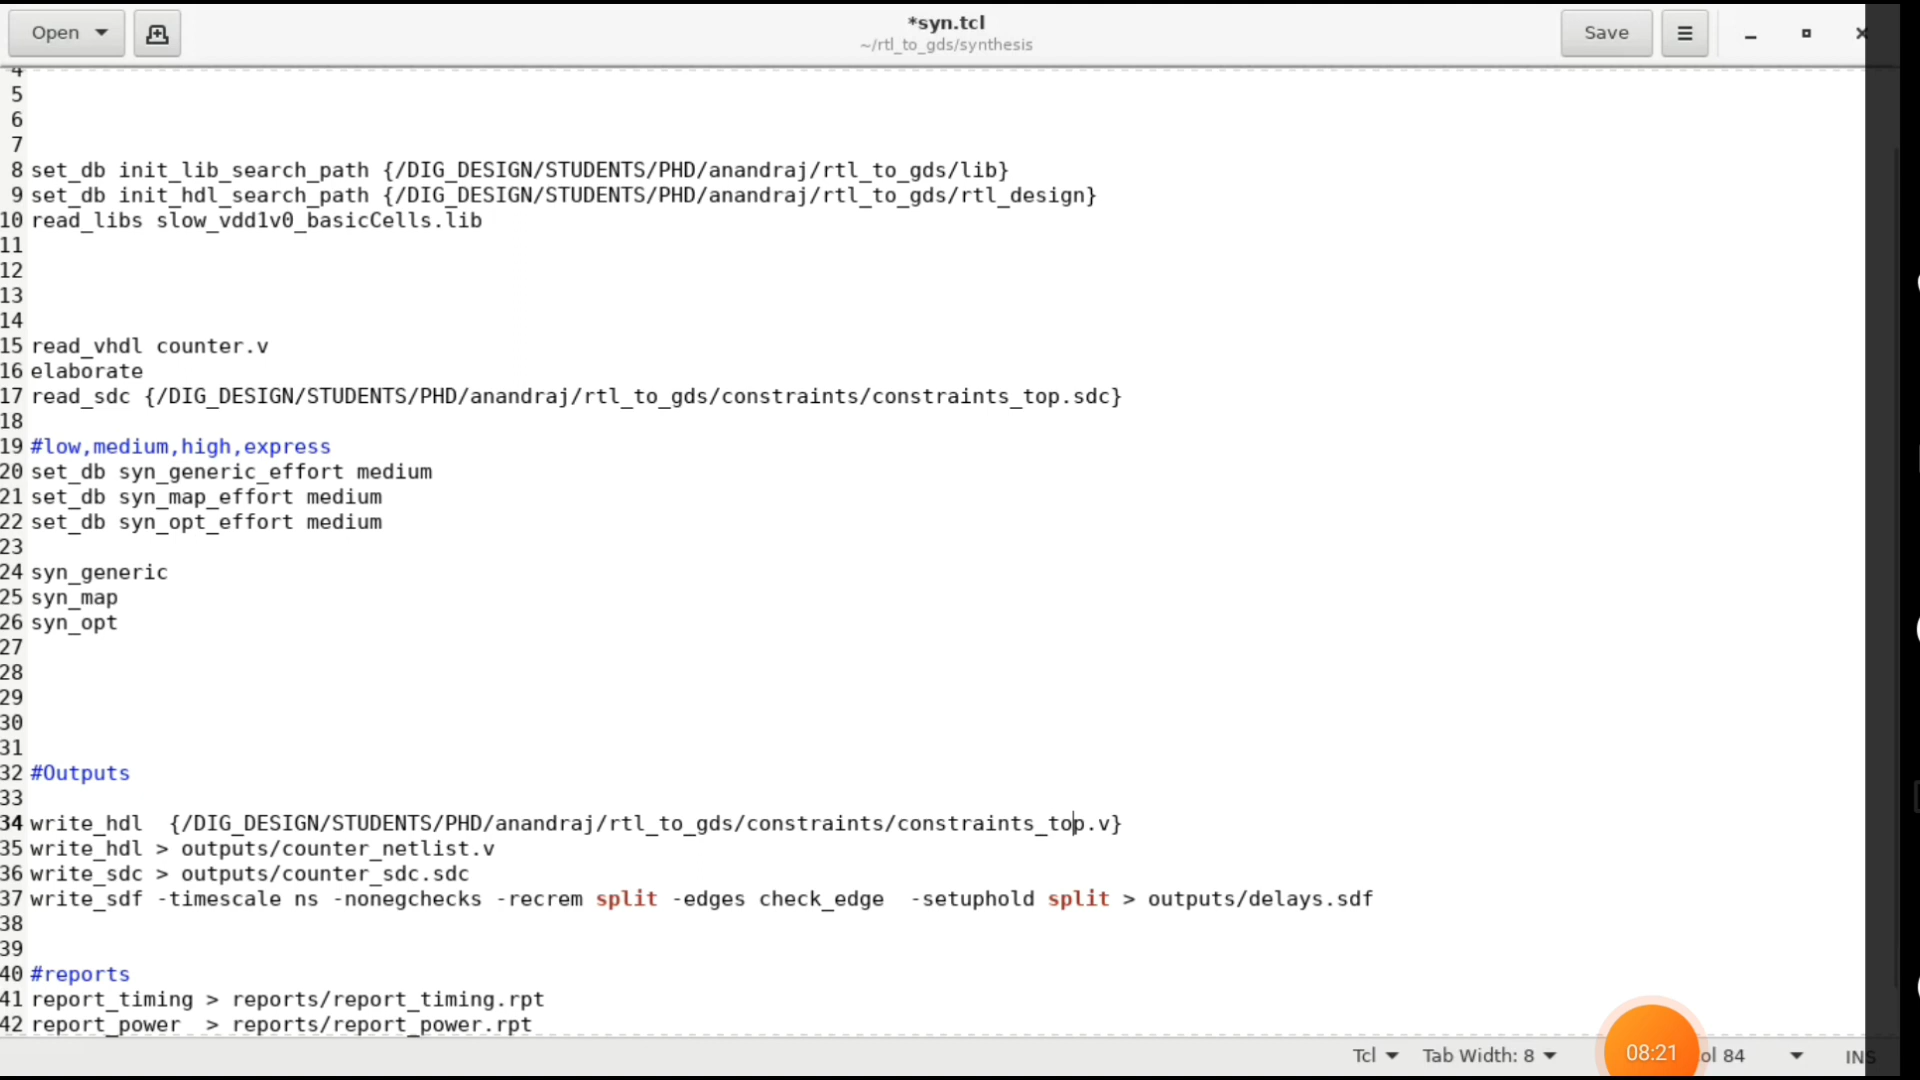 Open
*syn.tcl
~/rtl_to_gds/synthesis
Save
4
5
6
7
8 set_db init_lib_search_path {/DIG_DESIGN/STUDENTS/PHD/anandraj/rtl_to_gds/lib}
9 set_db init_hdl_search_path {/DIG_DESIGN/STUDENTS/PHD/anandraj/rtl_to_gds/rtl_design}
10 read_libs slow_vdd1v0_basicCells.lib
11
12
13
14
15 read_vhdl counter.v
16 elaborate
17 read_sdc {/DIG_DESIGN/STUDENTS/PHD/anandraj/rtl_to_gds/constraints/constraints_top.sdc}
18
19 #low,medium,high,express
20 set_db syn_generic_effort medium
21 set_db syn_map_effort medium
22 set_db syn_opt_effort medium
23
24 syn_generic
25 syn_map
26 syn_opt
27
28
29
30
31
32 #Outputs
33
34 write_hdl  {/DIG_DESIGN/STUDENTS/PHD/anandraj/rtl_to_gds/constraints/constraints_top.v}
35 write_hdl > outputs/counter_netlist.v
36 write_sdc > outputs/counter_sdc.sdc
37 write_sdf -timescale ns -nonegchecks -recrem split -edges check_edge  -setuphold split > outputs/delays.sdf
38
39
40 #reports
41 report_timing > reports/report_timing.rpt
42 report_power  > reports/report_power.rpt
Tcl Tab Width: 8 08:21 ol 84 INS